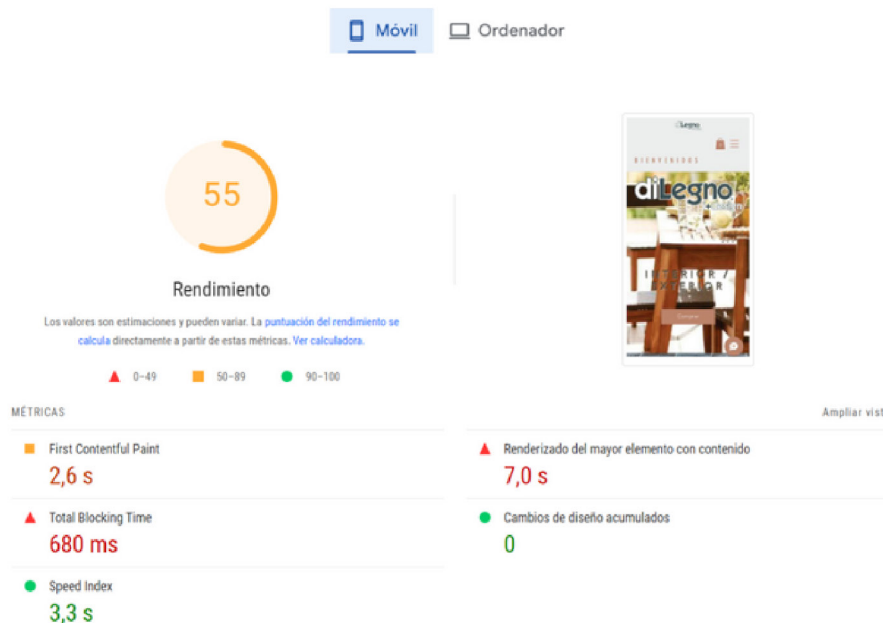 Móvil
Ordenador
55
Rendimiento
Los valores son estimaciones y pueden variar. La puntuación del rendimiento se
calcula directamente a partir de estas métricas. Ver calculadora.
0–49
50–89
90–100
diLegno
BIENVENIDOS
diLegno
INTERIOR /
EXTERIOR
MÉTRICAS
Ampliar vist
First Contentful Paint
2,6 s
Renderizado del mayor elemento con contenido
7,0 s
Total Blocking Time
680 ms
Cambios de diseño acumulados
0
Speed Index
3,3 s